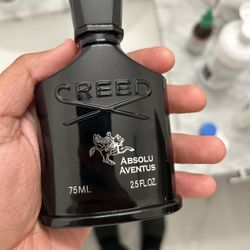 CREED
ABSOLU
AVENTUS
75ML 2.5 FL.OZ.